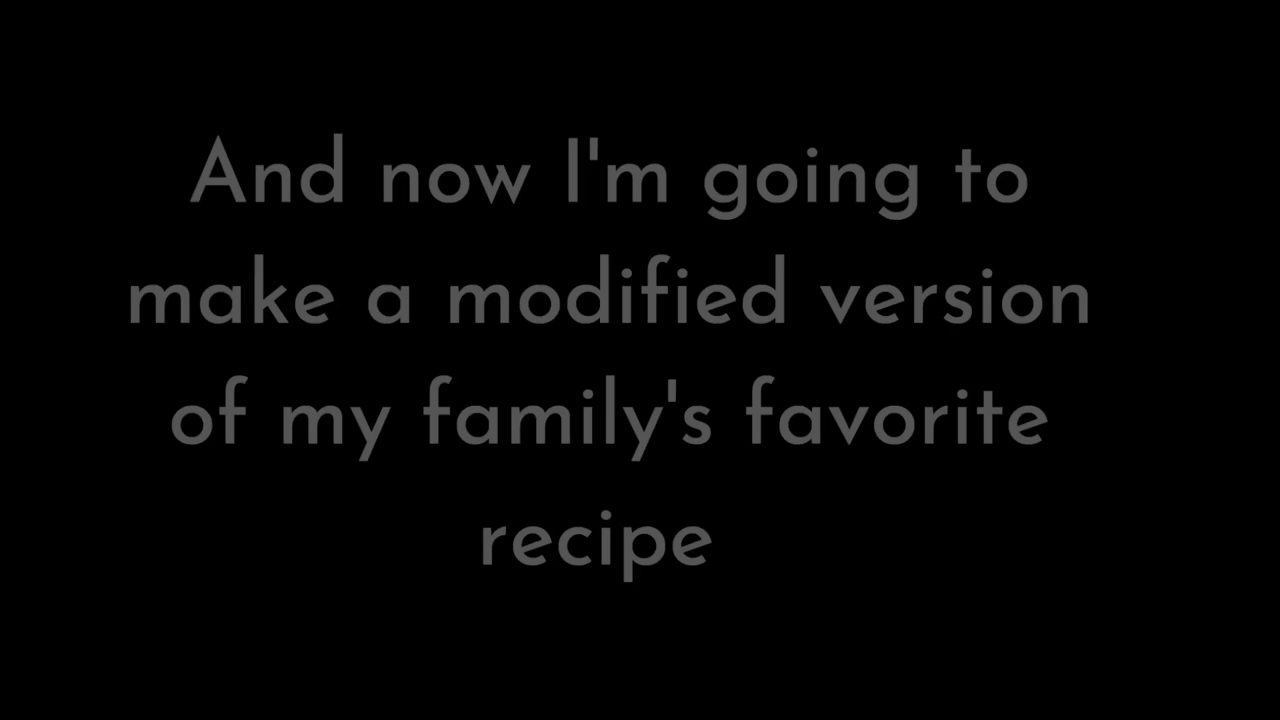 And now I'm going to
make a modified version
of my family's favorite
recipe